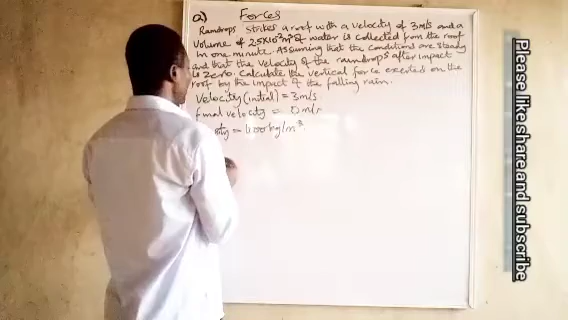 a) Forces
Raindrops strikes a roof with a velocity of 3m/s and a
volume of 2.5x10⁻²m³ of water is collected from the roof
in one minute. Assuming that the conditions are steady
and that the velocity of the raindrops after impact
is zero. Calculate the vertical force exerted on the
roof by the impact of the falling rain.
Velocity (initial) = 3m/s
final velocity = 0m/s
= 1000kg/m³.
Please like share and subscribe